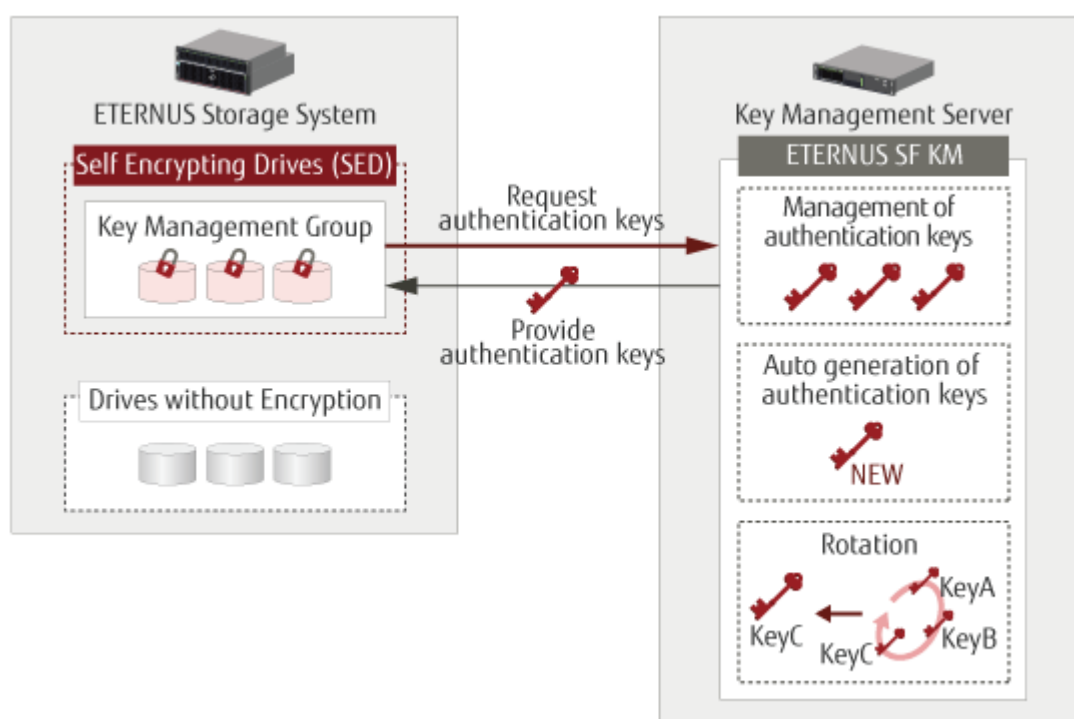 ETERNUS Storage System
Self Encrypting Drives (SED)
Key Management Group
Drives without Encryption
Request
authentication keys
Provide
authentication keys
Key Management Server
ETERNUS SF KM
Management of
authentication keys
Auto generation of
authentication keys
NEW
Rotation
KeyA
KeyB
KeyC
KeyC